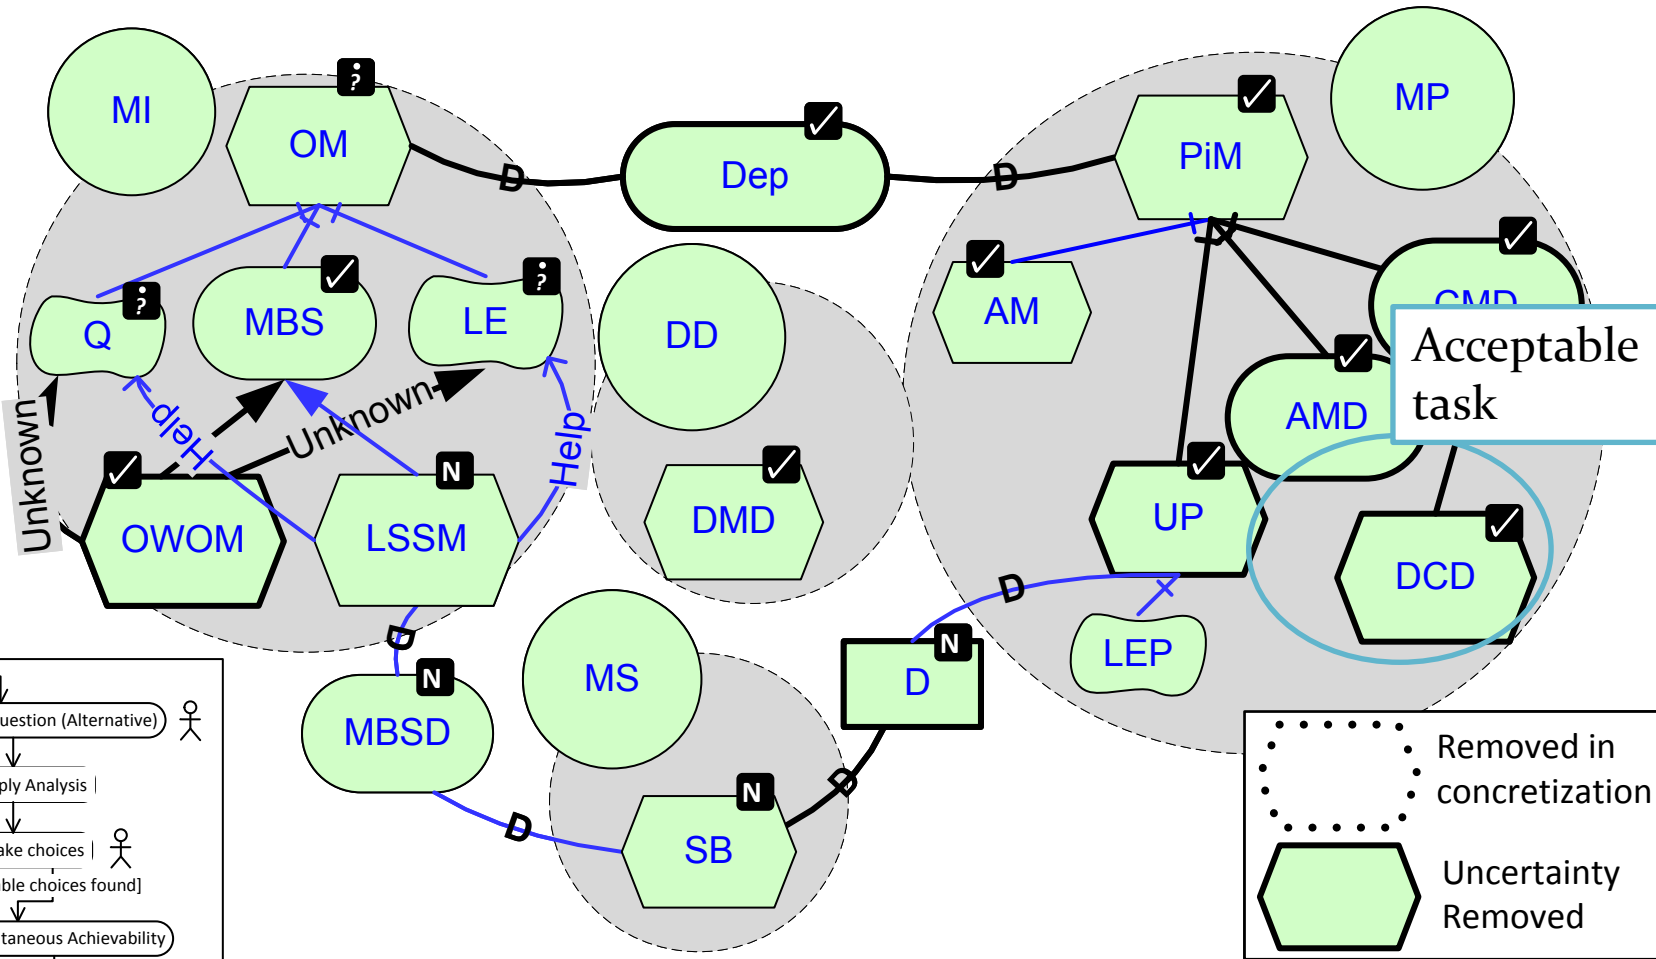 MI
OM
?
D
Dep
D
PiM
MP
Q
?
MBS
LE
?
DD
AM
CMD
Acceptable
task
AMD
Unknown
Help
Unknown
Help
OWOM
LSSM
N
DMD
UP
DCD
D
D
MBSD
N
MS
D
N
LEP
D
SB
N
D
uestion (Alternative)
ply Analysis
ake choices
ble choices found]
taneous Achievability
Removed in
concretization
Uncertainty
Removed